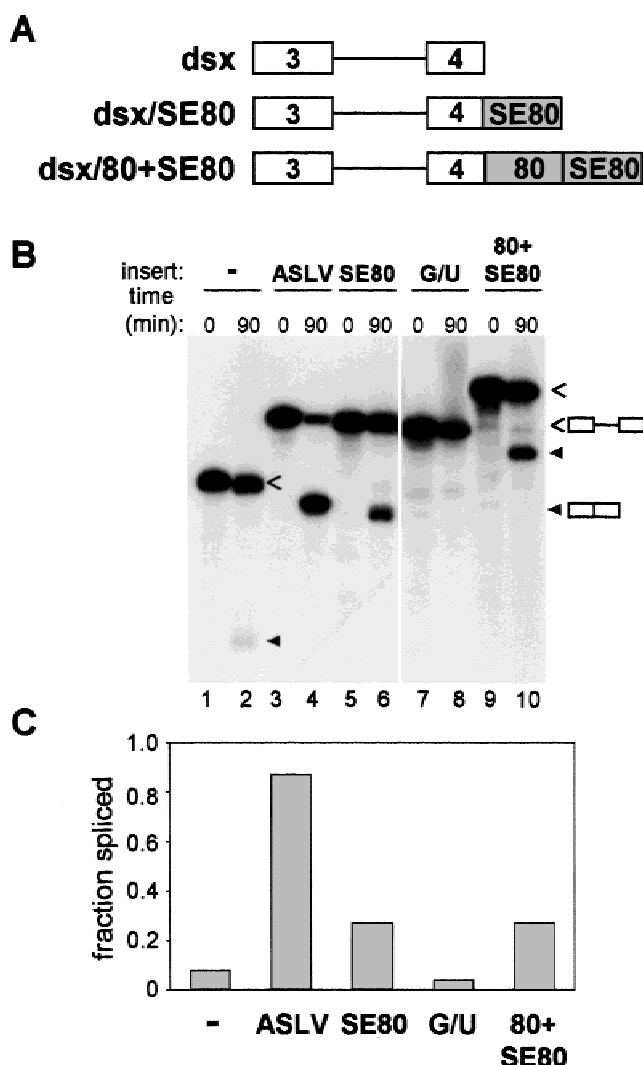 A
dsx 3 4
dsx/SE80 3 4 SE80
dsx/80+SE80 3 4 80 SE80
B
insert: - ASLV SE80 G/U 80+
SE80
time
(min): 0 90 0 90 0 90 0 90 0 90
1 2 3 4 5 6 7 8 9 10
C
fraction spliced
1.0
0.8
0.6
0.4
0.2
0
- ASLV SE80 G/U 80+
SE80